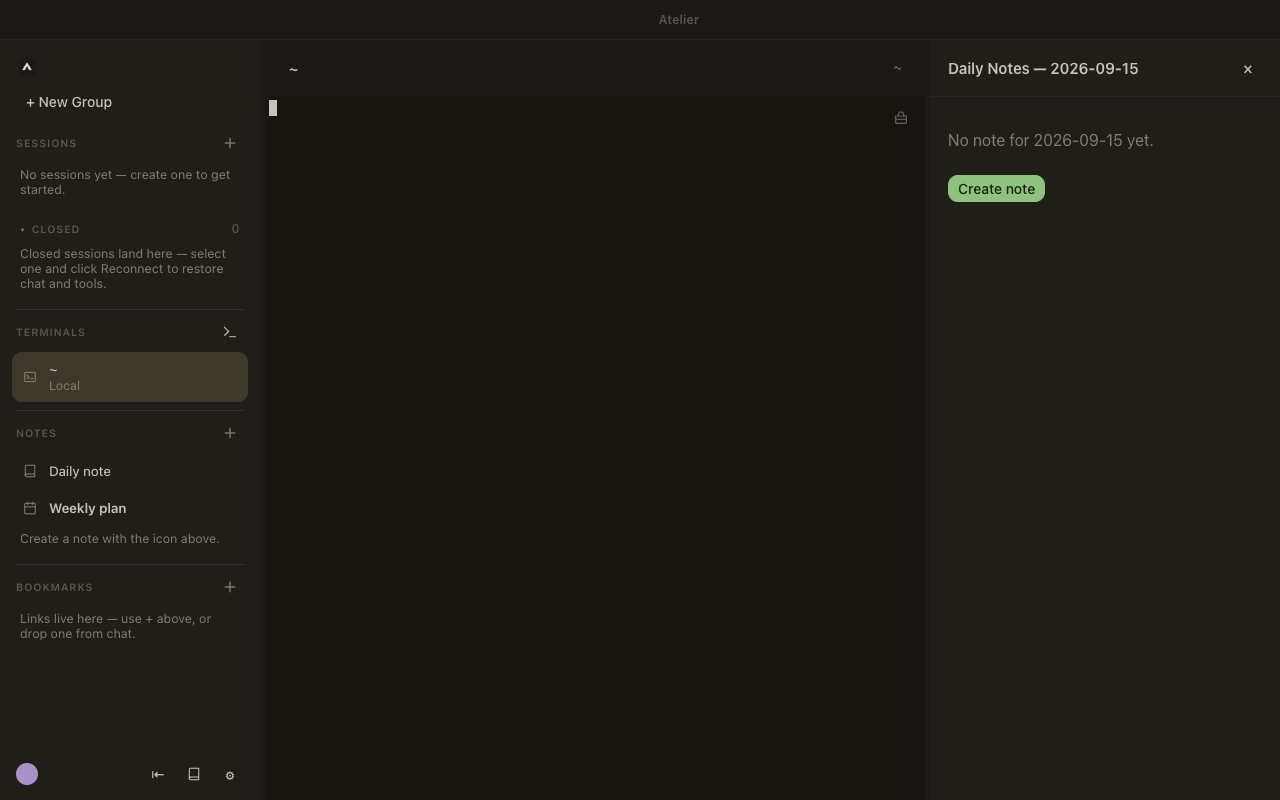 Atelier
+ New Group
SESSIONS
No sessions yet — create one to get
started.
CLOSED 0
Closed sessions land here — select
one and click Reconnect to restore
chat and tools.
TERMINALS
~
Local
NOTES
Daily note
Weekly plan
Create a note with the icon above.
BOOKMARKS
Links live here — use + above, or
drop one from chat.
~ ~
Daily Notes — 2026-09-15
No note for 2026-09-15 yet.
Create note